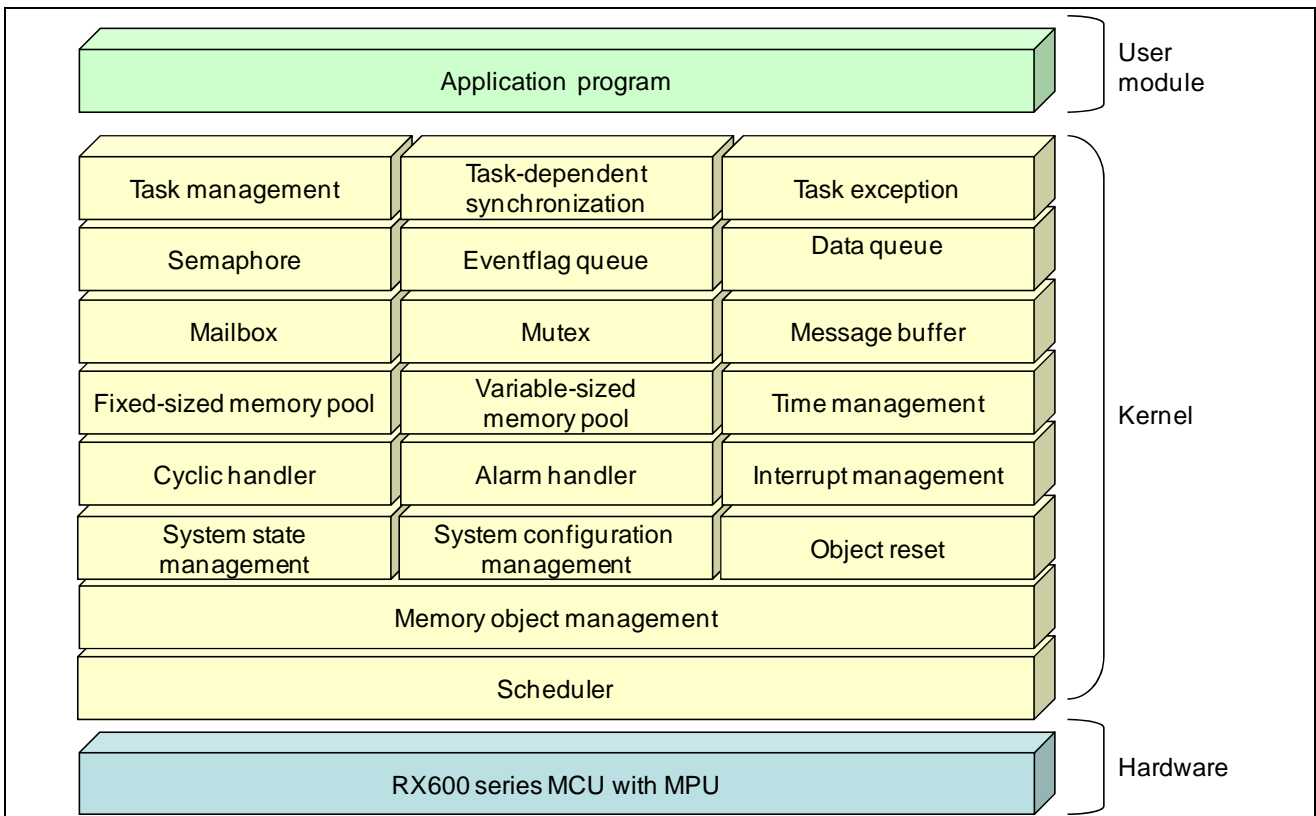 User
module
Application program
Task management
Task-dependent
synchronization
Task exception
Semaphore
Eventflag queue
Data queue
Mailbox
Mutex
Message buffer
Fixed-sized memory pool
Variable-sized
memory pool
Time management
Kernel
Cyclic handler
Alarm handler
Interrupt management
System state
management
System configuration
management
Object reset
Memory object management
Scheduler
RX600 series MCU with MPU
Hardware